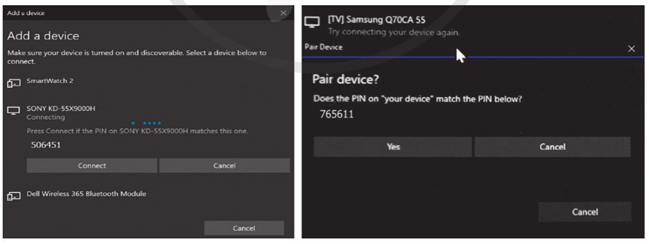 Add a device
Add a device
Make sure your device is turned on and discoverable. Select a device below to
connect.
SmartWatch 2
SONY KD-55X9000H
Connecting
Press Connect if the PIN on SONY KD-55X9000H matches this one.
506451
Connect Cancel
Dell Wireless 365 Bluetooth Module
Cancel
[TV] Samsung Q70CA 55
Try connecting your device again.
Pair Device
Pair device?
Does the PIN on "your device" match the PIN below?
765611
Yes Cancel
Cancel